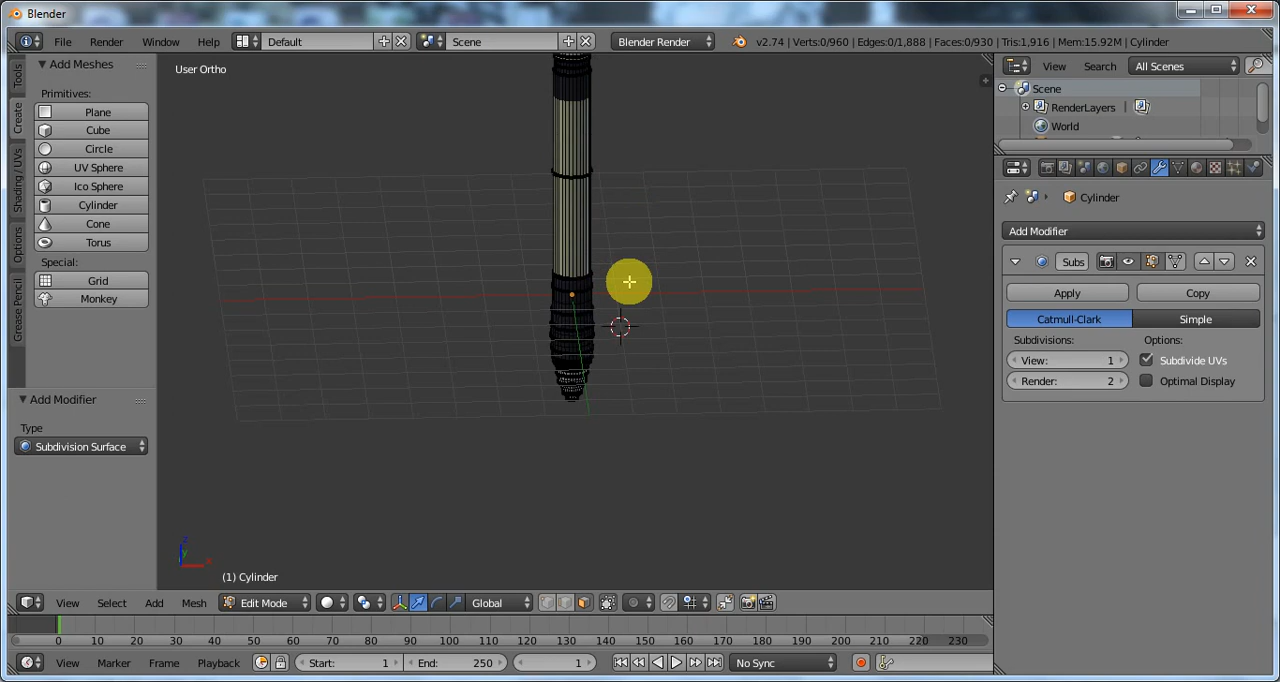 Blender
File Render Window Help Default Scene Blender Render v2.74 | Verts:0/960 | Edges:0/1,888 | Faces:0/930 | Tris:1,916 | Mem:15.92M | Cylinder
Tools
Create
Shading / UVs
Options
Grease Pencil
Add Meshes
Primitives:
Plane
Cube
Circle
UV Sphere
Ico Sphere
Cylinder
Cone
Torus
Special:
Grid
Monkey
Add Modifier
Type
Subdivision Surface
User Ortho
z
y
x
(1) Cylinder
View Search All Scenes
Scene
RenderLayers
World
Cylinder
Add Modifier
Subs
Apply Copy
Catmull-Clark Simple
Subdivisions: Options:
View: 1 Subdivide UVs
Render: 2 Optimal Display
View Select Add Mesh Edit Mode Global
0 10 20 30 40 50 60 70 80 90 100 110 120 130 140 150 160 170 180 190 200 210 220 230
View Marker Frame Playback Start: 1 End: 250 1 No Sync